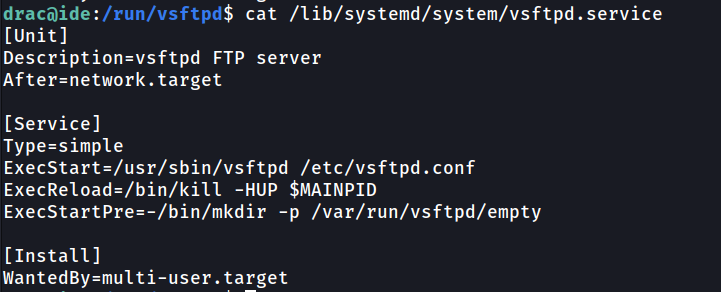 drac@ide:/run/vsftpd$ cat /lib/systemd/system/vsftpd.service
[Unit]
Description=vsftpd FTP server
After=network.target
[Service]
Type=simple
ExecStart=/usr/sbin/vsftpd /etc/vsftpd.conf
ExecReload=/bin/kill -HUP $MAINPID
ExecStartPre=-/bin/mkdir -p /var/run/vsftpd/empty
[Install]
WantedBy=multi-user.target